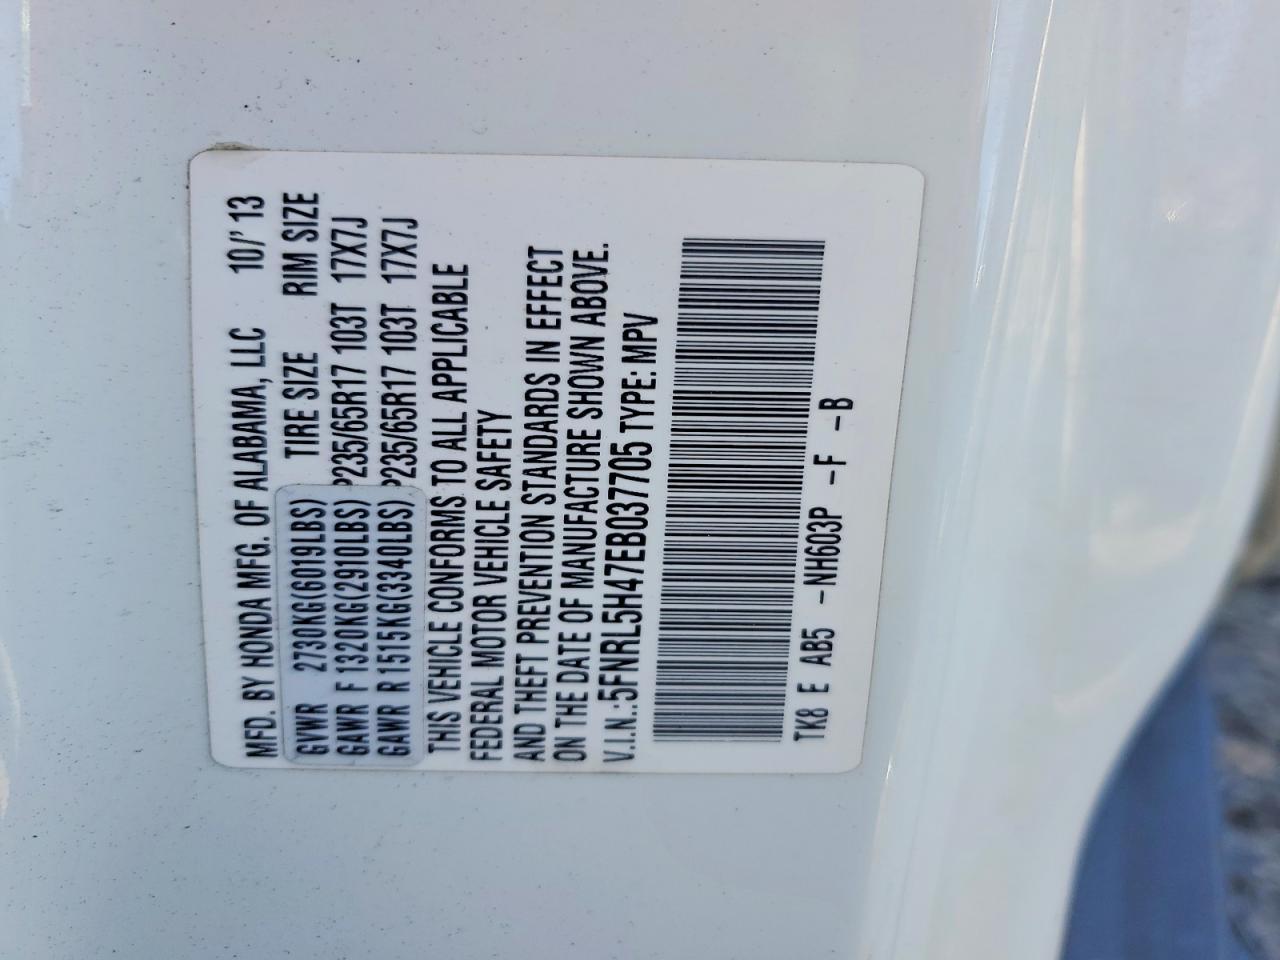 MFD. BY HONDA MFG. OF ALABAMA, LLC 10/'13
TIRE SIZE RIM SIZE
GVWR 2730KG(6019LBS)
GAWR F 1320KG(2910LBS) P235/65R17 103T 17X7J
GAWR R 1515KG(3340LBS) P235/65R17 103T 17X7J
THIS VEHICLE CONFORMS TO ALL APPLICABLE
FEDERAL MOTOR VEHICLE SAFETY
AND THEFT PREVENTION STANDARDS IN EFFECT
ON THE DATE OF MANUFACTURE SHOWN ABOVE.
V.I.N.:5FNRL5H47EB037705 TYPE: MPV
TK8 E AB5 -NH603P -F -B